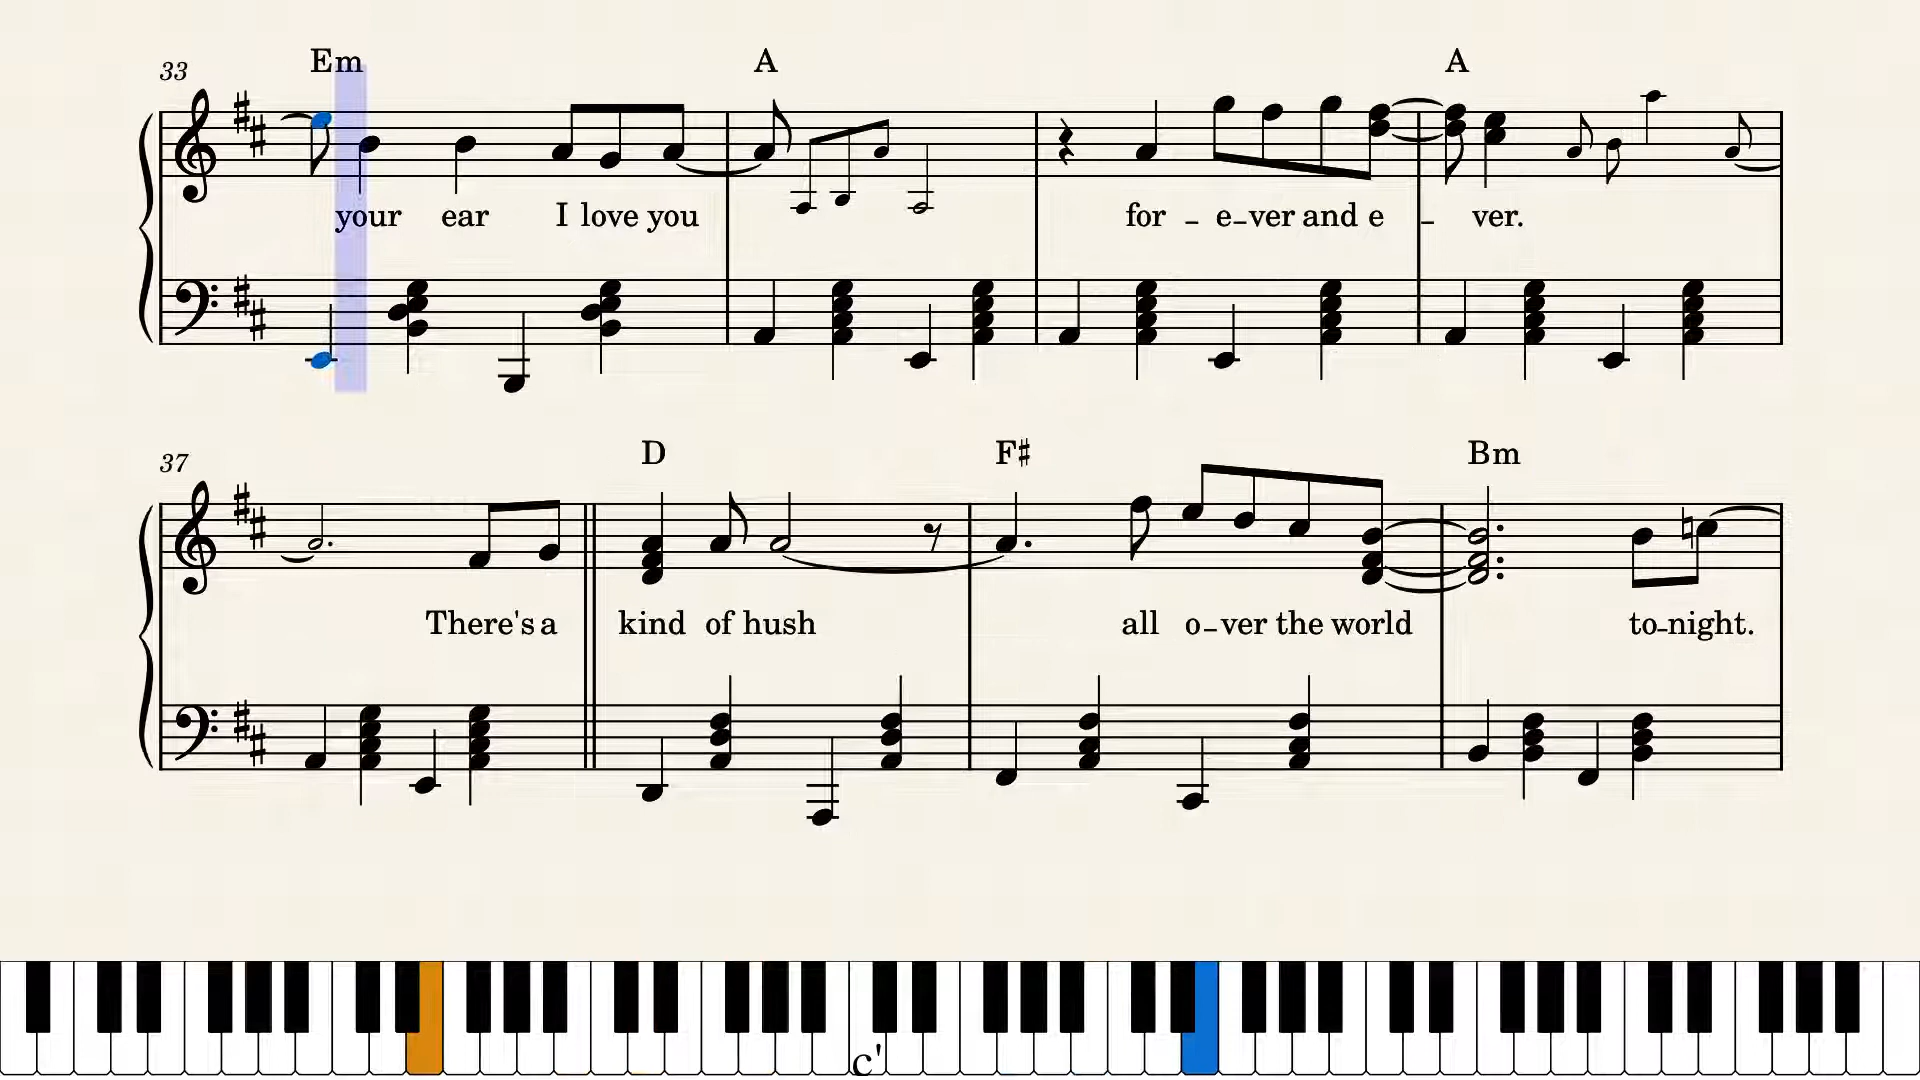 33 Em A A
your ear I love you for - e-ver and e - ver.
37 D F♯ Bm
There's a kind of hush all o-ver the world to-night.
c'